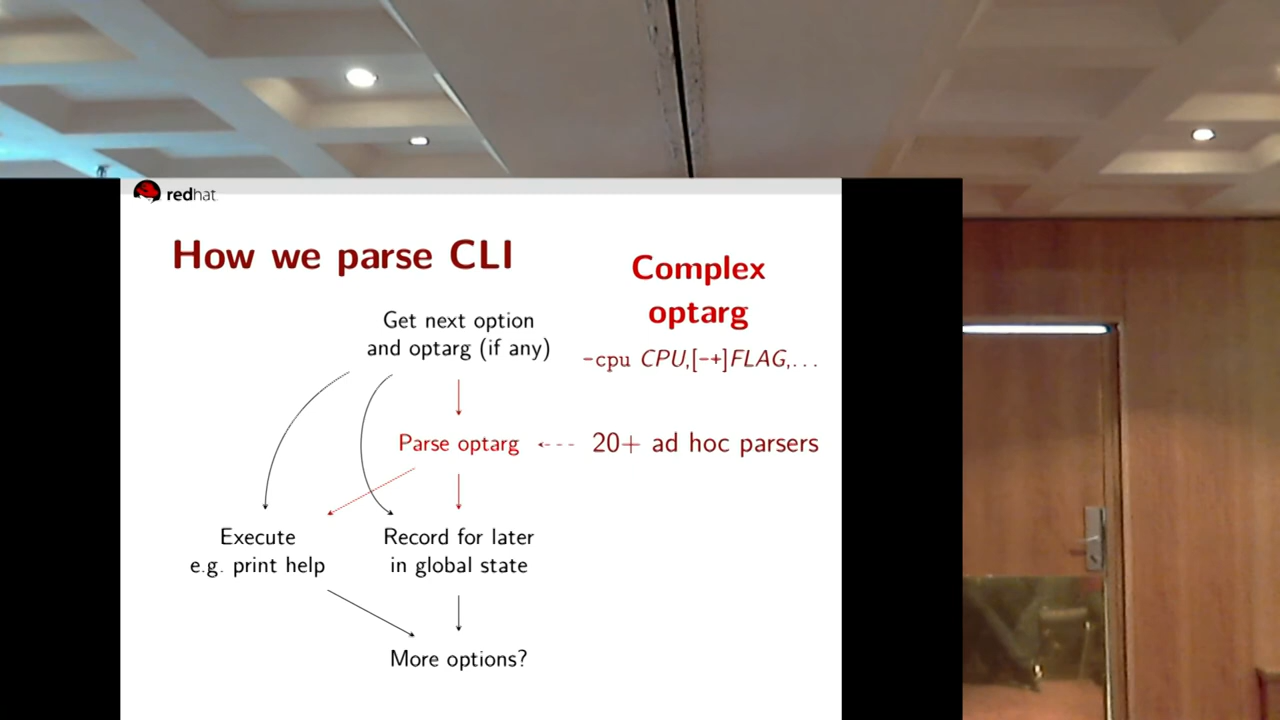 redhat
How we parse CLI
Complex
optarg
Get next option
and optarg (if any)
-cpu CPU,[-+]FLAG,...
Parse optarg
20+ ad hoc parsers
Execute
e.g. print help
Record for later
in global state
More options?